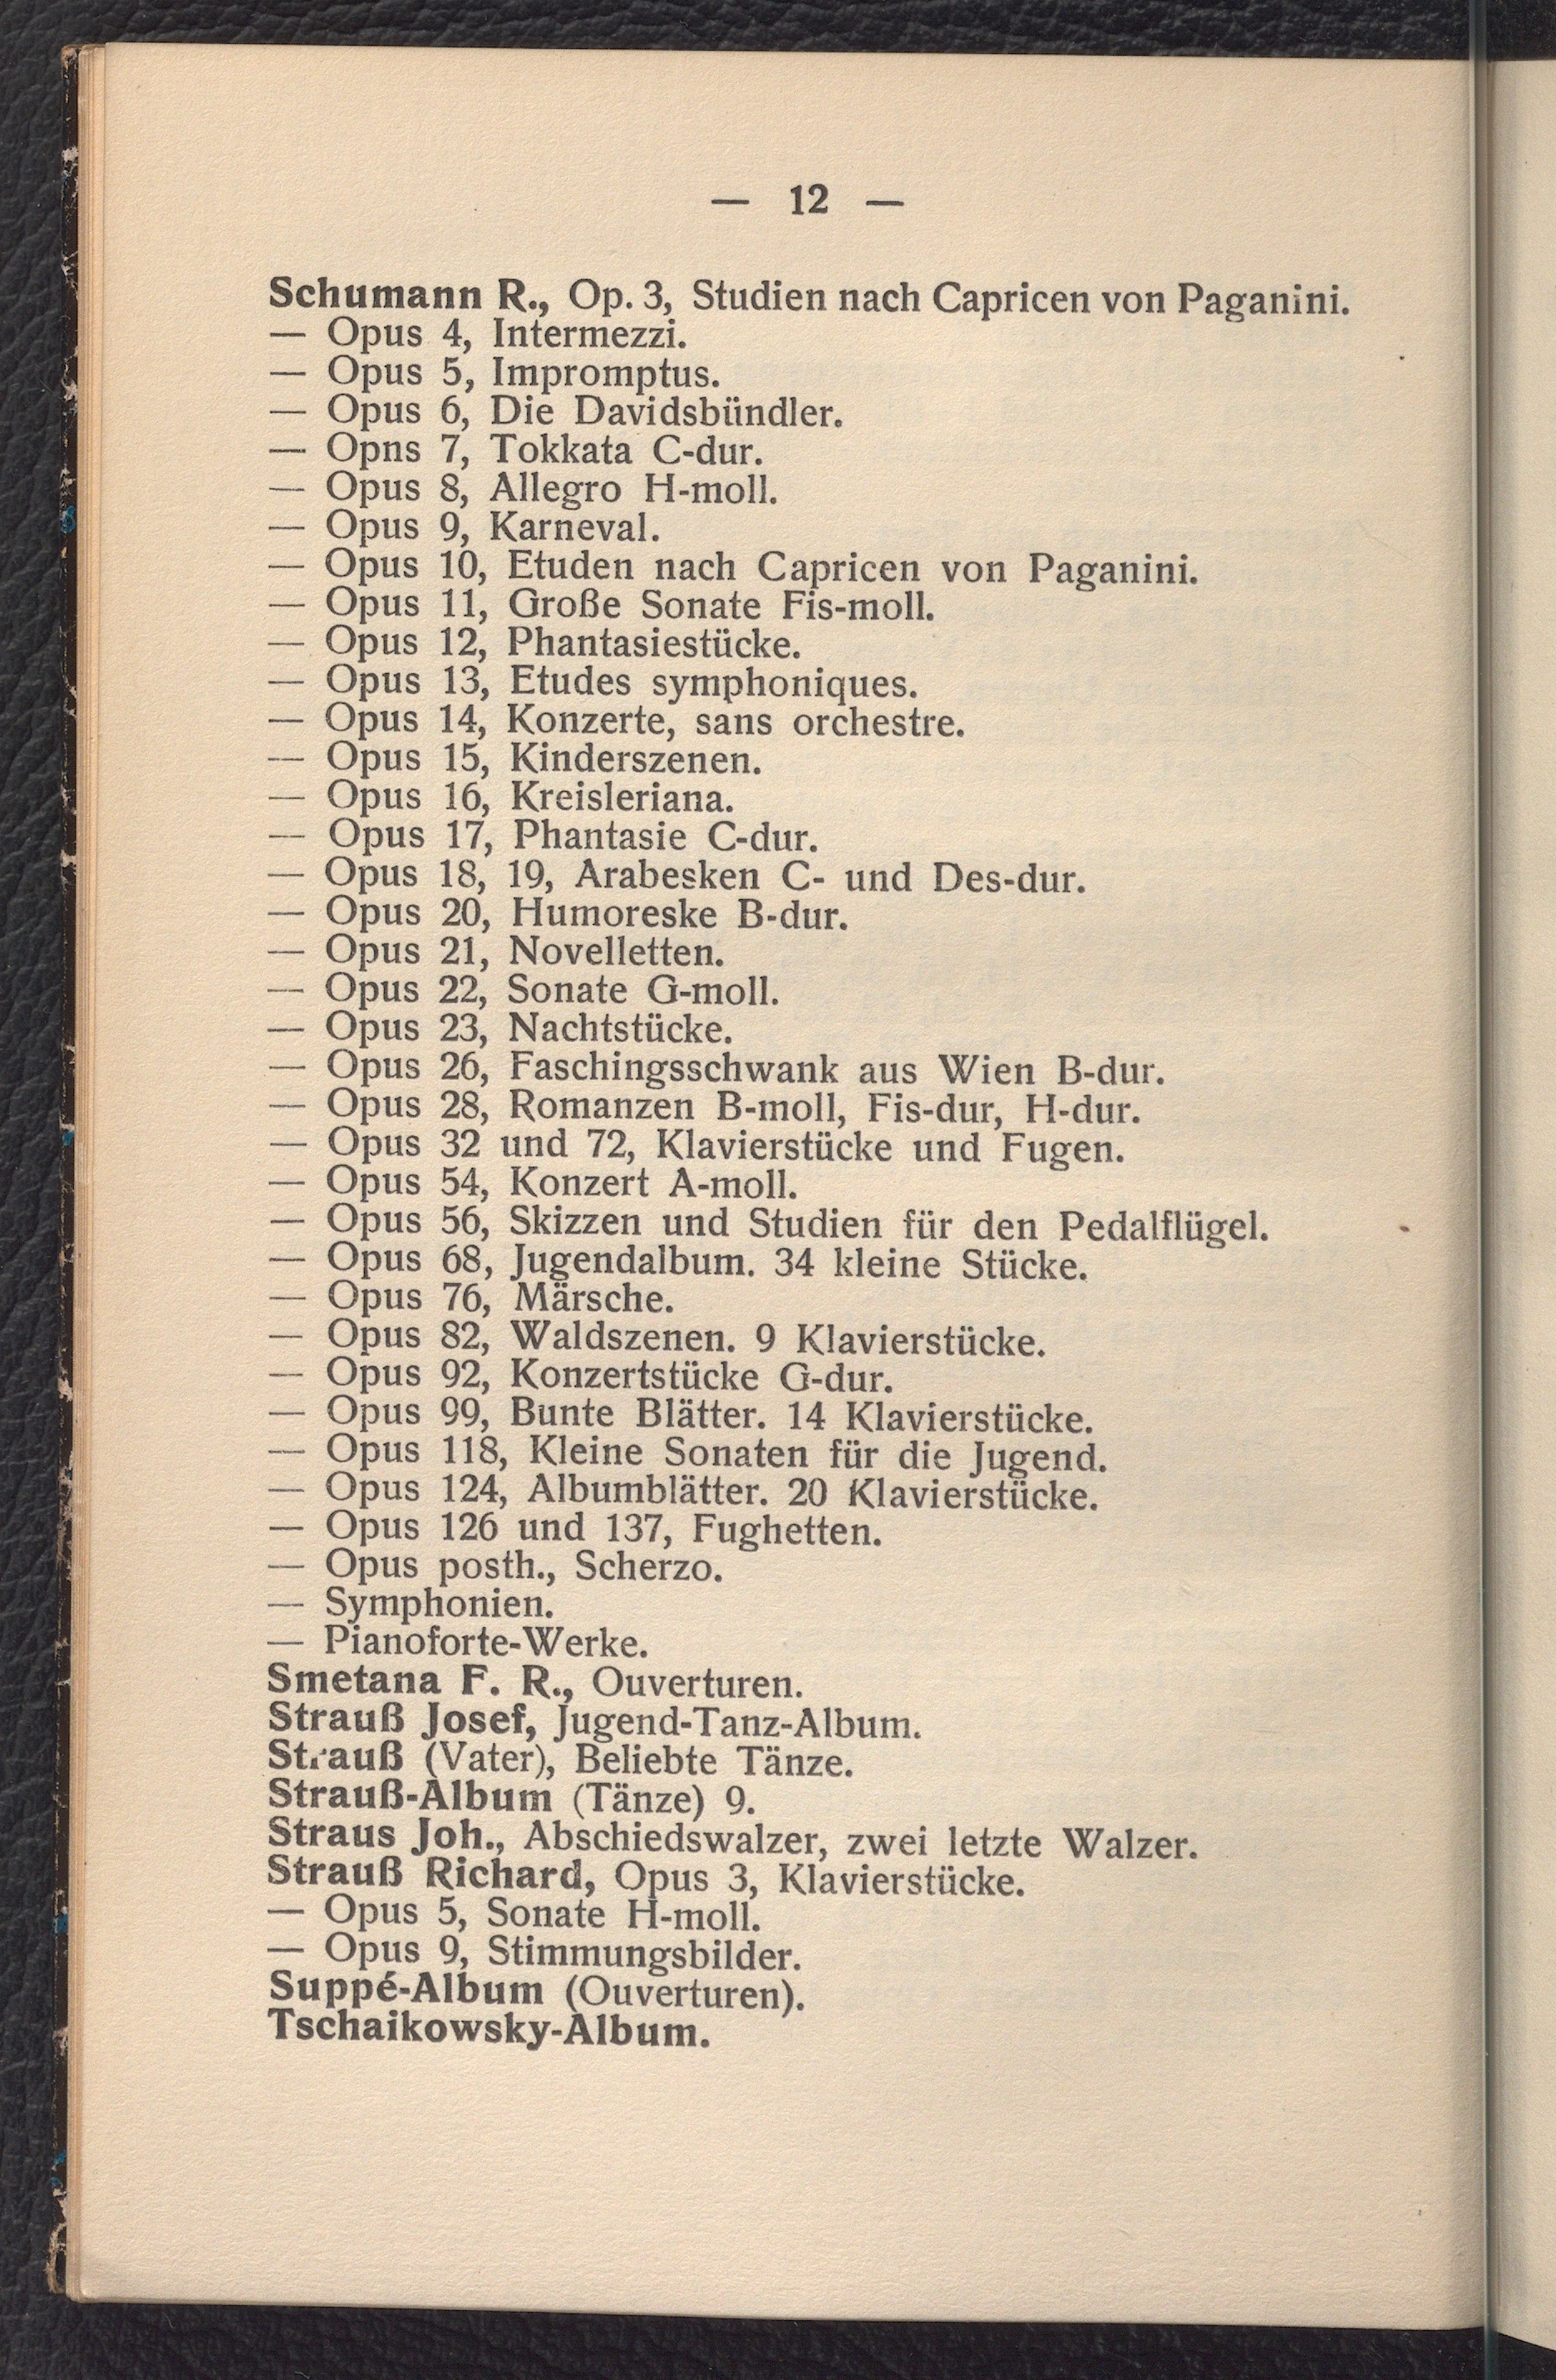 — 12 —
Schumann R., Op. 3, Studien nach Capricen von Paganini.
— Opus 4, Intermezzi.
— Opus 5, Impromptus.
— Opus 6, Die Davidsbündler.
— Opns 7, Tokkata C-dur.
— Opus 8, Allegro H-moll.
— Opus 9, Karneval.
— Opus 10, Etuden nach Capricen von Paganini.
— Opus 11, Große Sonate Fis-moll.
— Opus 12, Phantasiestücke.
— Opus 13, Etudes symphoniques.
— Opus 14, Konzerte, sans orchestre.
— Opus 15, Kinderszenen.
— Opus 16, Kreisleriana.
— Opus 17, Phantasie C-dur.
— Opus 18, 19, Arabesken C- und Des-dur.
— Opus 20, Humoreske B-dur.
— Opus 21, Novelletten.
— Opus 22, Sonate G-moll.
— Opus 23, Nachtstücke.
— Opus 26, Faschingsschwank aus Wien B-dur.
— Opus 28, Romanzen B-moll, Fis-dur, H-dur.
— Opus 32 und 72, Klavierstücke und Fugen.
— Opus 54, Konzert A-moll.
— Opus 56, Skizzen und Studien für den Pedalflügel.
— Opus 68, Jugendalbum. 34 kleine Stücke.
— Opus 76, Märsche.
— Opus 82, Waldszenen. 9 Klavierstücke.
— Opus 92, Konzertstücke G-dur.
— Opus 99, Bunte Blätter. 14 Klavierstücke.
— Opus 118, Kleine Sonaten für die Jugend.
— Opus 124, Albumblätter. 20 Klavierstücke.
— Opus 126 und 137, Fughetten.
— Opus posth., Scherzo.
— Symphonien.
— Pianoforte-Werke.
Smetana F. R., Ouverturen.
Strauß Josef, Jugend-Tanz-Album.
Strauß (Vater), Beliebte Tänze.
Strauß-Album (Tänze) 9.
Straus Joh., Abschiedswalzer, zwei letzte Walzer.
Strauß Richard, Opus 3, Klavierstücke.
— Opus 5, Sonate H-moll.
— Opus 9, Stimmungsbilder.
Suppé-Album (Ouverturen).
Tschaikowsky-Album.